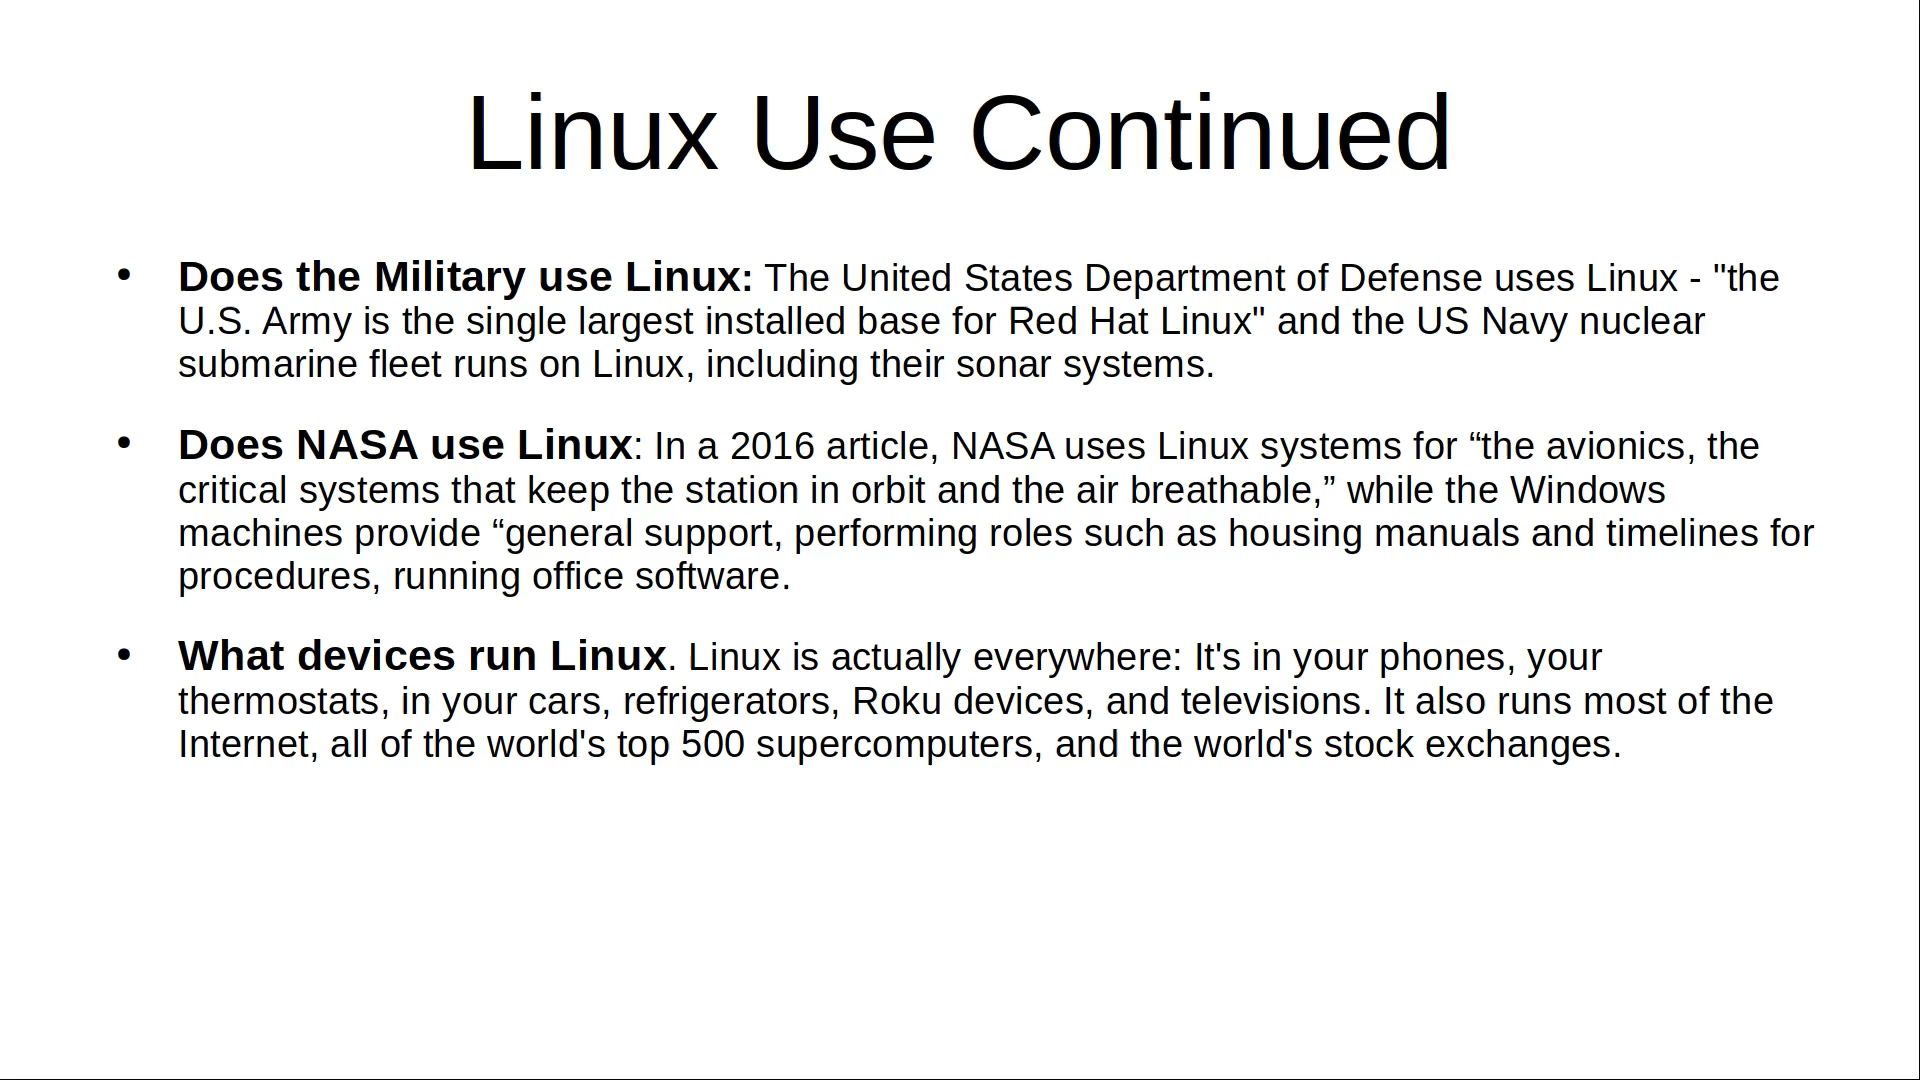 Linux Use Continued
• Does the Military use Linux: The United States Department of Defense uses Linux - "the
U.S. Army is the single largest installed base for Red Hat Linux" and the US Navy nuclear
submarine fleet runs on Linux, including their sonar systems.
• Does NASA use Linux: In a 2016 article, NASA uses Linux systems for “the avionics, the
critical systems that keep the station in orbit and the air breathable,” while the Windows
machines provide “general support, performing roles such as housing manuals and timelines for
procedures, running office software.
• What devices run Linux. Linux is actually everywhere: It's in your phones, your
thermostats, in your cars, refrigerators, Roku devices, and televisions. It also runs most of the
Internet, all of the world's top 500 supercomputers, and the world's stock exchanges.